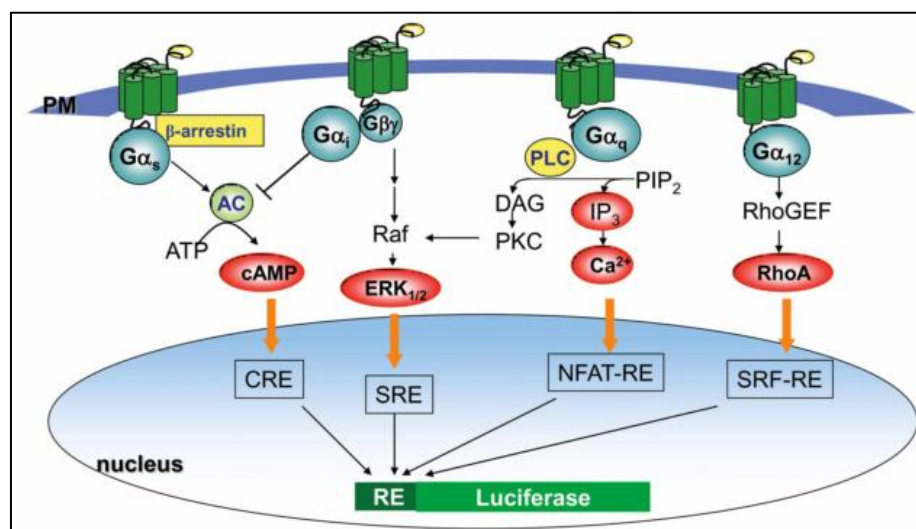 PM
β-arrestin
Gαs
Gαi
Gβγ
Gαq
Gα12
PLC
AC
ATP
cAMP
Raf
ERK1/2
DAG
PKC
PIP2
IP3
Ca2+
RhoGEF
RhoA
CRE
SRE
NFAT-RE
SRF-RE
nucleus
RE
Luciferase